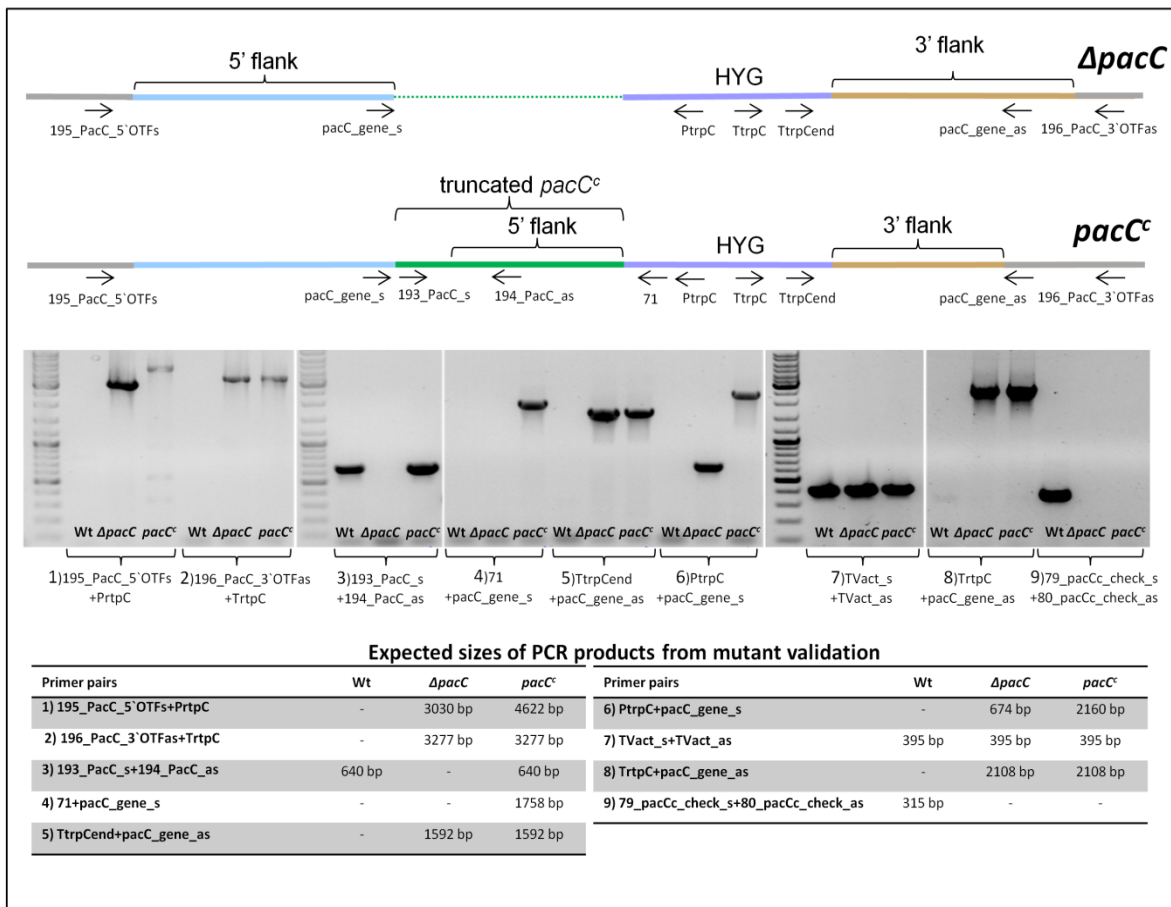 5' flank
3' flank
ΔpacC
HYG
195_PacC_5`OTFs
pacC_gene_s
PtrpC
TtrpC
TtrpCend
pacC_gene_as
196_PacC_3`OTFas
truncated pacCᶜ
5' flank
HYG
3' flank
pacCᶜ
195_PacC_5`OTFs
pacC_gene_s
193_PacC_s
194_PacC_as
71
PtrpC
TtrpC
TtrpCend
pacC_gene_as
196_PacC_3`OTFas
Wt ΔpacC pacCᶜ Wt ΔpacC pacCᶜ Wt ΔpacC pacCᶜ Wt ΔpacC pacCᶜ Wt ΔpacC pacCᶜ Wt ΔpacC pacCᶜ Wt ΔpacC pacCᶜ Wt ΔpacC pacCᶜ Wt ΔpacC pacCᶜ
1)195_PacC_5`OTFs
+PrtpC
2)196_PacC_3`OTFas
+TrtpC
3)193_PacC_s
+194_PacC_as
4)71
+pacC_gene_s
5)TtrpCend
+pacC_gene_as
6)PtrpC
+pacC_gene_s
7)TVact_s
+TVact_as
8)TrtpC
+pacC_gene_as
9)79_pacCc_check_s
+80_pacCc_check_as
Expected sizes of PCR products from mutant validation
Primer pairs Wt ΔpacC pacCᶜ
1) 195_PacC_5`OTFs+PrtpC - 3030 bp 4622 bp
2) 196_PacC_3`OTFas+TrtpC - 3277 bp 3277 bp
3) 193_PacC_s+194_PacC_as 640 bp - 640 bp
4) 71+pacC_gene_s - - 1758 bp
5) TtrpCend+pacC_gene_as - 1592 bp 1592 bp
Primer pairs Wt ΔpacC pacCᶜ
6) PtrpC+pacC_gene_s - 674 bp 2160 bp
7) TVact_s+TVact_as 395 bp 395 bp 395 bp
8) TrtpC+pacC_gene_as - 2108 bp 2108 bp
9) 79_pacCc_check_s+80_pacCc_check_as 315 bp - -